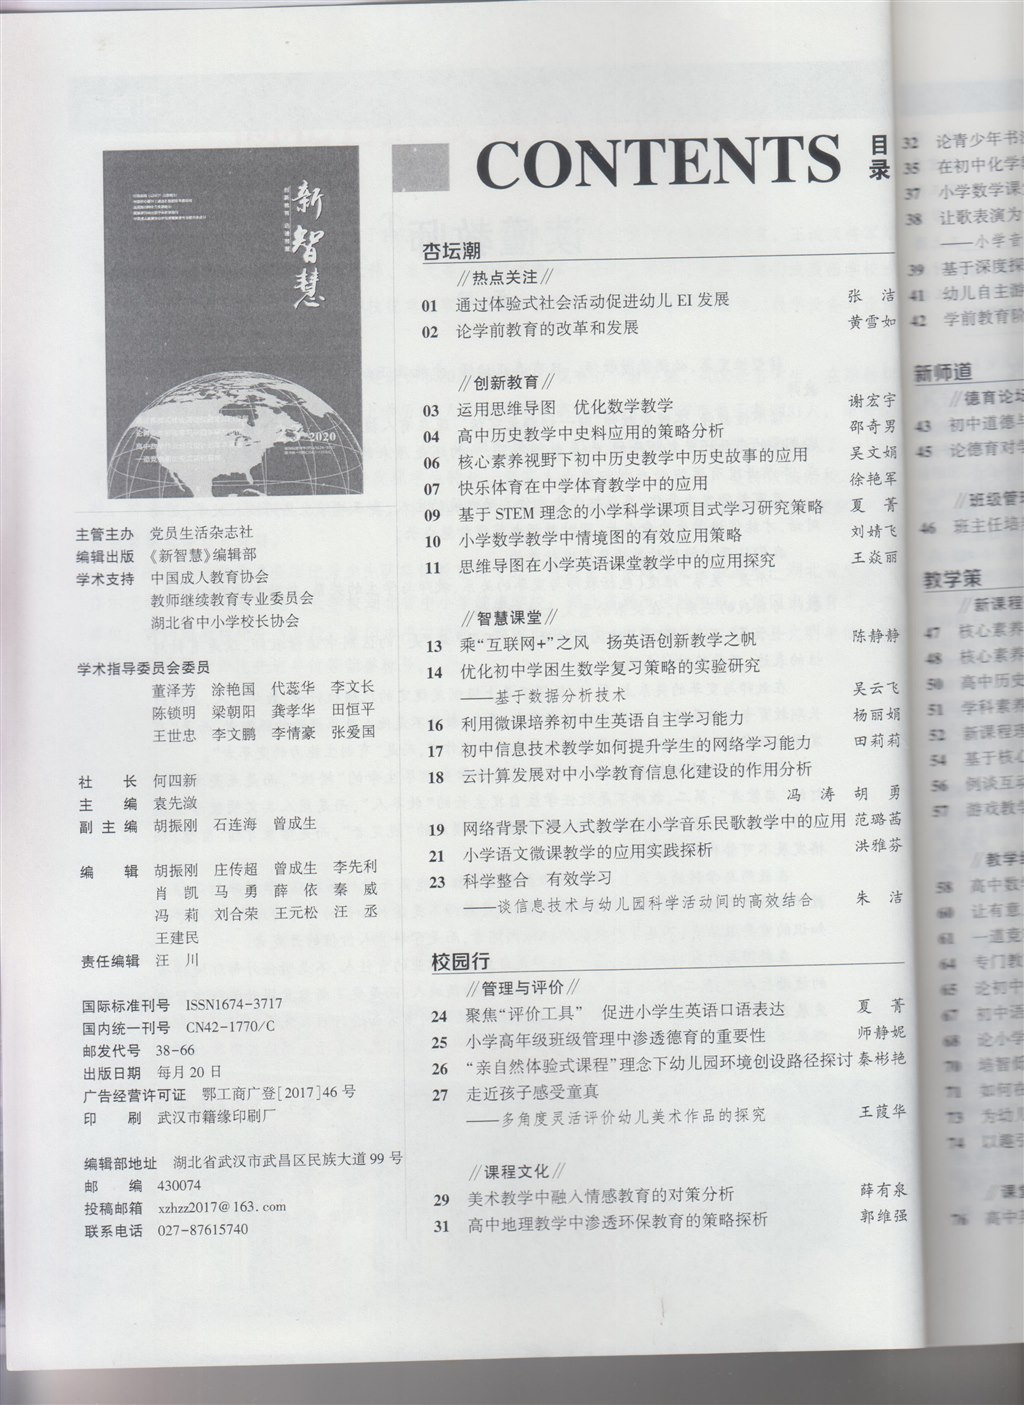 新智慧
2020
主管主办 党员生活杂志社
编辑出版 《新智慧》编辑部
学术支持 中国成人教育协会
教师继续教育专业委员会
湖北省中小学校长协会
学术指导委员会委员
董泽芳 涂艳国 代蕊华 李文长
陈锁明 梁朝阳 龚孝华 田恒平
王世忠 李文鹏 李情豪 张爱国
社 长 何四新
主 编 袁先潋
副主编 胡振刚 石连海 曾成生
编 辑 胡振刚 庄传超 曾成生 李先利
肖 凯 马 勇 薛 依 秦 威
冯 莉 刘合荣 王元松 汪 丞
王建民
责任编辑 汪 川
国际标准刊号 ISSN1674-3717
国内统一刊号 CN42-1770/C
邮发代号 38-66
出版日期 每月20日
广告经营许可证 鄂工商广登[2017]46号
印 刷 武汉市籍缘印刷厂
编辑部地址 湖北省武汉市武昌区民族大道99号
邮 编 430074
投稿邮箱 xzhzz2017@163.com
联系电话 027-87615740
CONTENTS 目录
杏坛潮
//热点关注//
01 通过体验式社会活动促进幼儿EI发展 张 洁
02 论学前教育的改革和发展 黄雪如
//创新教育//
03 运用思维导图 优化数学教学 谢宏宇
04 高中历史教学中史料应用的策略分析 邵奇男
06 核心素养视野下初中历史教学中历史故事的应用 吴文娟
07 快乐体育在中学体育教学中的应用 徐艳军
09 基于STEM理念的小学科学课项目式学习研究策略 夏 菁
10 小学数学教学中情境图的有效应用策略 刘婧飞
11 思维导图在小学英语课堂教学中的应用探究 王焱丽
//智慧课堂//
13 乘“互联网+”之风 扬英语创新教学之帆 陈静静
14 优化初中学困生数学复习策略的实验研究
——基于数据分析技术 吴云飞
16 利用微课培养初中生英语自主学习能力 杨丽娟
17 初中信息技术教学如何提升学生的网络学习能力 田莉莉
18 云计算发展对中小学教育信息化建设的作用分析
冯 涛 胡 勇
19 网络背景下浸入式教学在小学音乐民歌教学中的应用 范璐茜
21 小学语文微课教学的应用实践探析 洪雅芬
23 科学整合 有效学习
——谈信息技术与幼儿园科学活动间的高效结合 朱 洁
校园行
//管理与评价//
24 聚焦“评价工具” 促进小学生英语口语表达 夏 菁
25 小学高年级班级管理中渗透德育的重要性 师静妮
26 “亲自然体验式课程”理念下幼儿园环境创设路径探讨 秦彬艳
27 走近孩子感受童真
——多角度灵活评价幼儿美术作品的探究 王葭华
//课程文化//
29 美术教学中融入情感教育的对策分析 薛有泉
31 高中地理教学中渗透环保教育的策略探析 郭维强
32 论青少年书
35 在初中化学
37 小学数学课
38 让歌表演为
——小学音
39 基于深度探
41 幼儿自主游
42 学前教育阶
新师道
//德育论坛
43 初中道德与
45 论德育对学
//班级管理
46 班主任培
教学策
//新课程
47 核心素养
48 核心素养
50 高中历史
51 学科素养
52 新课程理
54 基于核心
56 例谈互动
57 游戏教学
//教学
58 高中数
60 让有意
61 一道竞
64 专门教
65 论初中
67 初中语
68 论小学
70 培智低
71 如何在
73 为幼儿
74 以趣引
//课堂
76 高中英